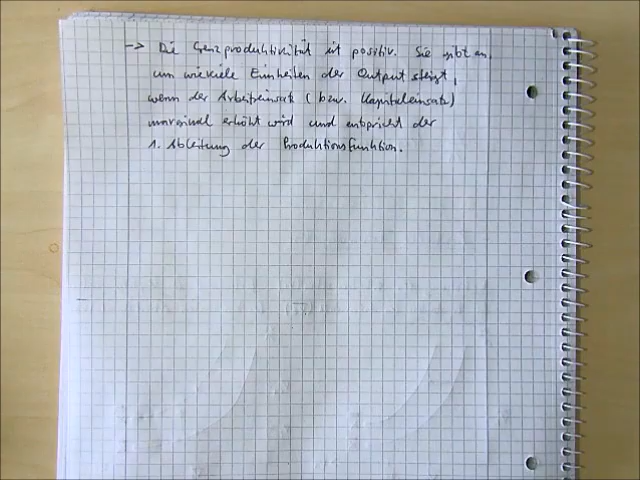 -> Die Grenzproduktivität ist positiv. Sie gibt an,
um wieviele Einheiten der Output steigt,
wenn der Arbeitseinsatz (bzw. Kapitaleinsatz)
marginal erhöht wird und entspricht der
1. Ableitung der Produktionsfunktion.